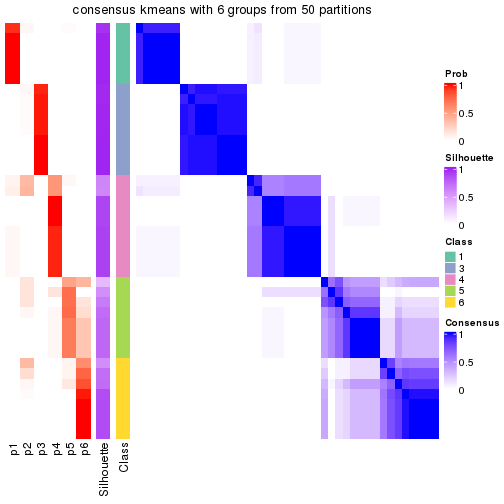 consensus kmeans with 6 groups from 50 partitions
Prob
1
0.5
0
Silhouette
1
0.5
0
Class
1
3
4
5
6
Consensus
1
0.5
0
p1
p2
p3
p4
p5
p6
Silhouette
Class